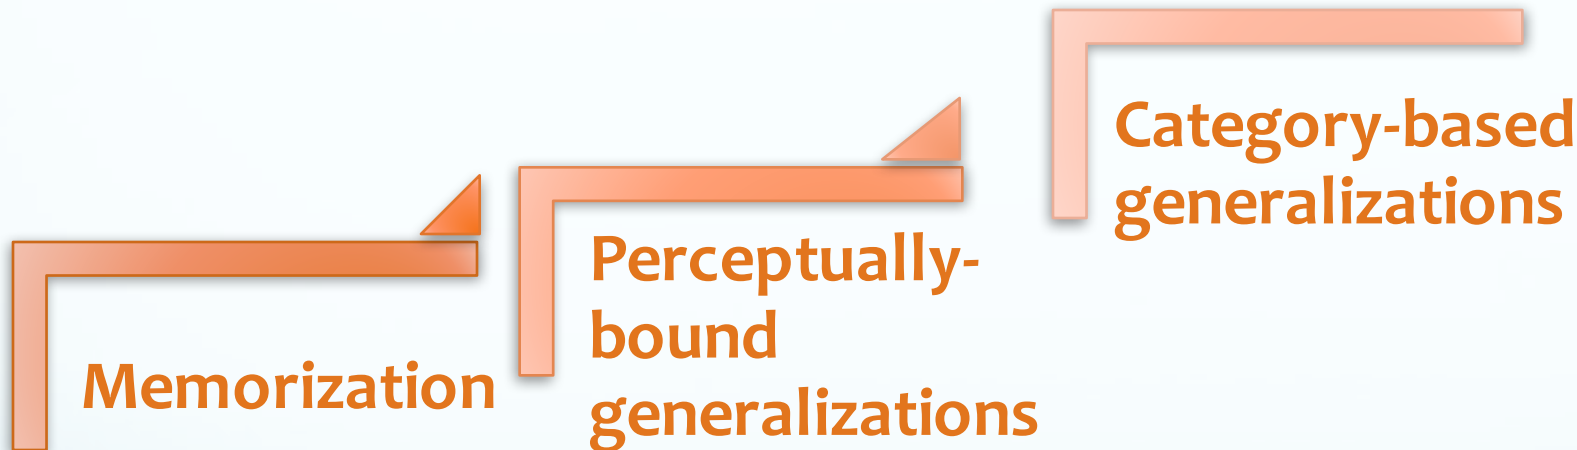 Memorization
Perceptually-
bound
generalizations
Category-based
generalizations